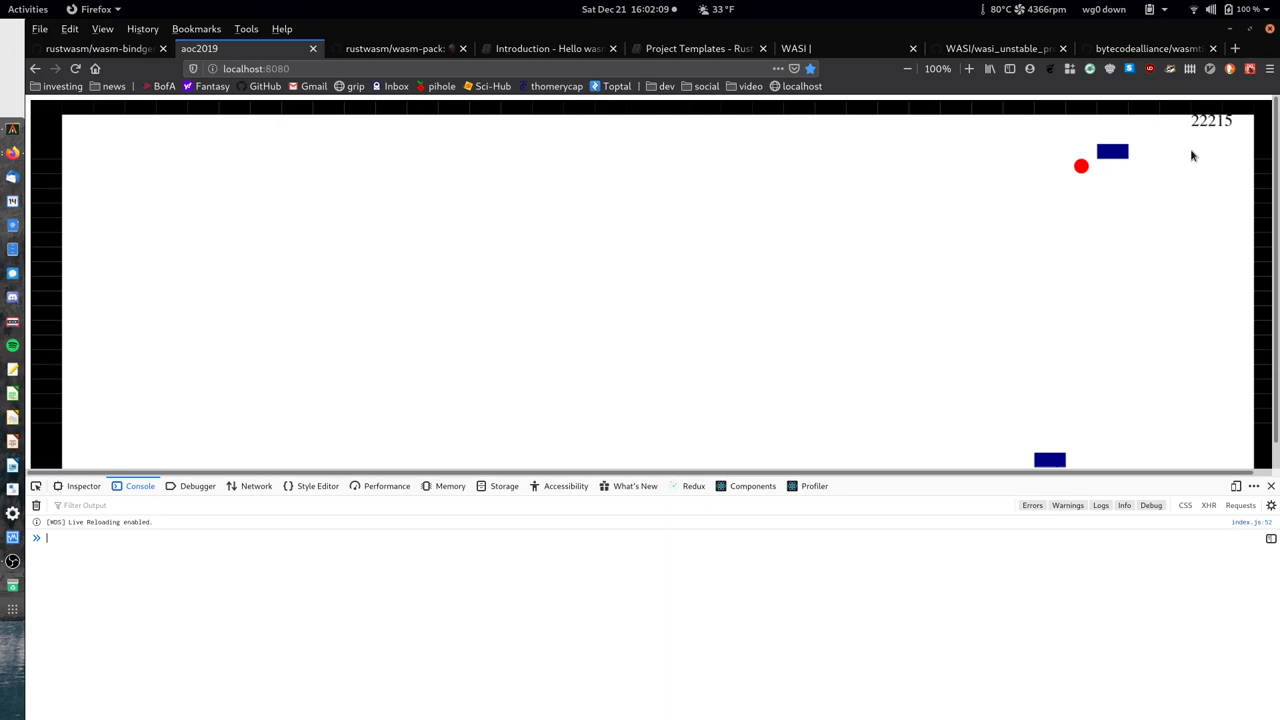 Activities Firefox Sat Dec 21 16:02:09 33 °F 80°C 4366rpm wg0 down 100 %
File Edit View History Bookmarks Tools Help
rustwasm/wasm-bindge aoc2019 rustwasm/wasm-pack: Introduction - Hello wasm Project Templates - Rust WASI | WASI/wasi_unstable_pr bytecodealliance/wasmt
localhost:8080 100%
investing news BofA Fantasy GitHub Gmail grip Inbox pihole Sci-Hub thomerycap Toptal dev social video localhost
22215
Inspector Console Debugger Network Style Editor Performance Memory Storage Accessibility What's New Redux Components Profiler
Filter Output Errors Warnings Logs Info Debug CSS XHR Requests
[WDS] Live Reloading enabled. index.js:52